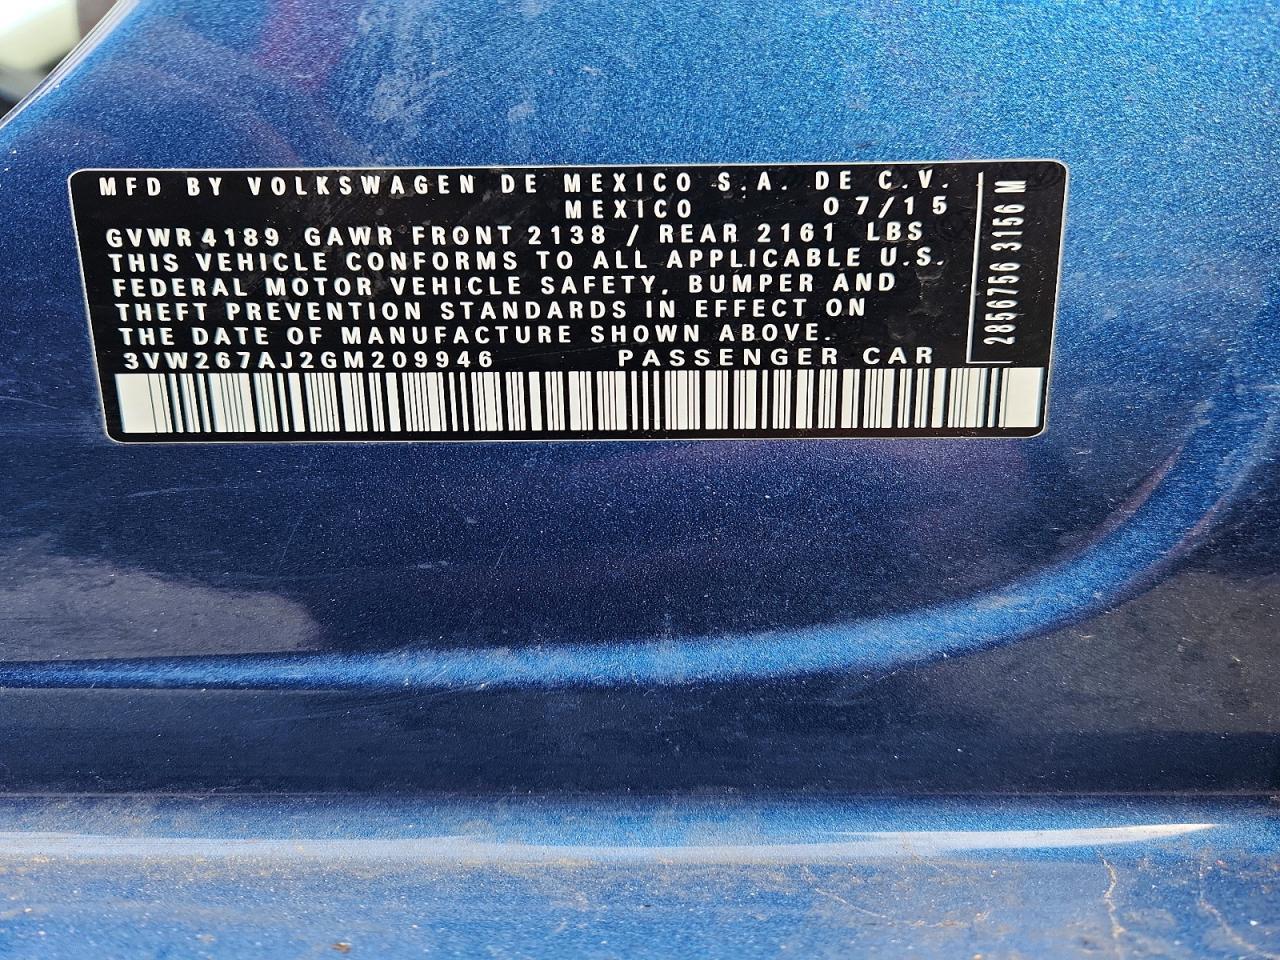 MFD BY VOLKSWAGEN DE MEXICO S.A. DE C.V.
MEXICO 07/15
GVWR 4189 GAWR FRONT 2138 / REAR 2161 LBS
THIS VEHICLE CONFORMS TO ALL APPLICABLE U.S.
FEDERAL MOTOR VEHICLE SAFETY, BUMPER AND
THEFT PREVENTION STANDARDS IN EFFECT ON
THE DATE OF MANUFACTURE SHOWN ABOVE.
3VW267AJ2GM209946 PASSENGER CAR
2856756 3156 M